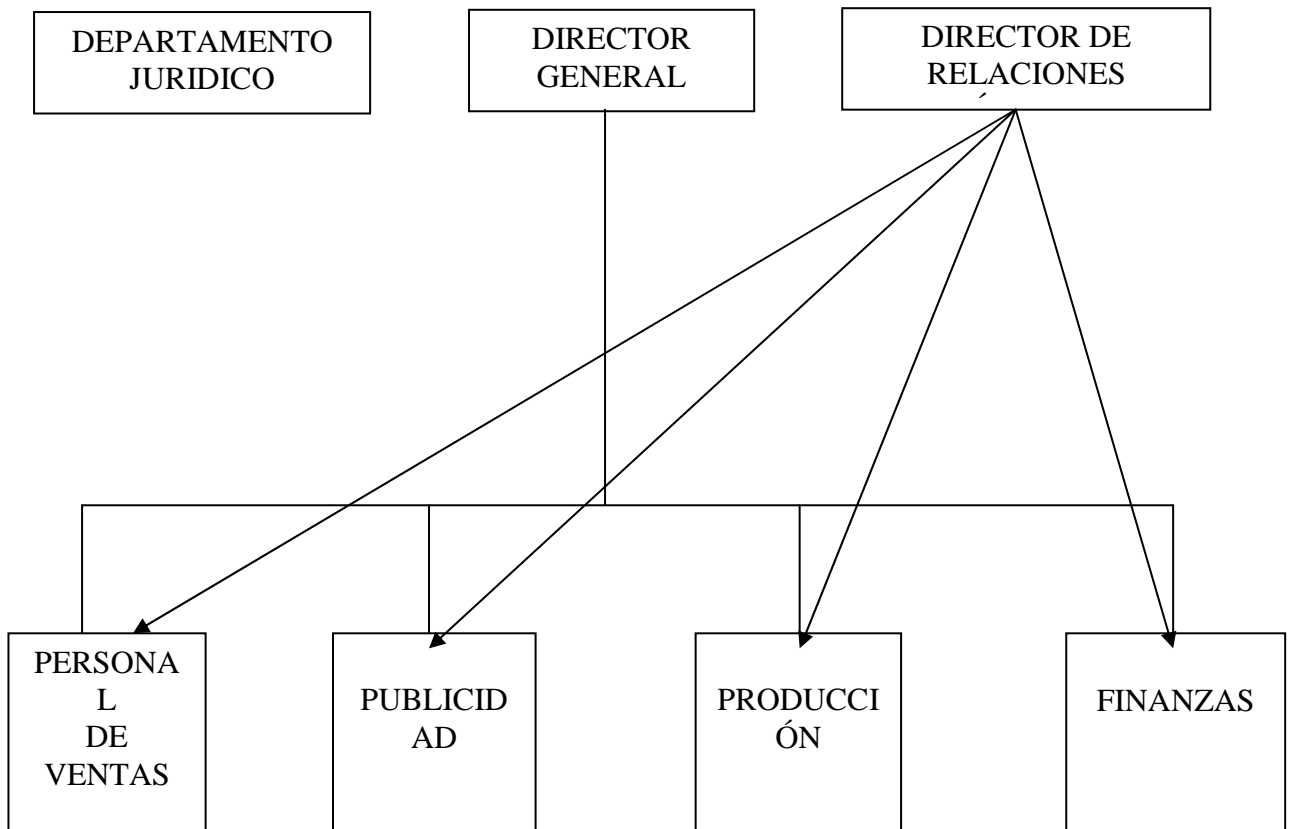 DEPARTAMENTO
JURIDICO
DIRECTOR
GENERAL
DIRECTOR DE
RELACIONES
PERSONA
L
DE
VENTAS
PUBLICID
AD
PRODUCCI
ÓN
FINANZAS